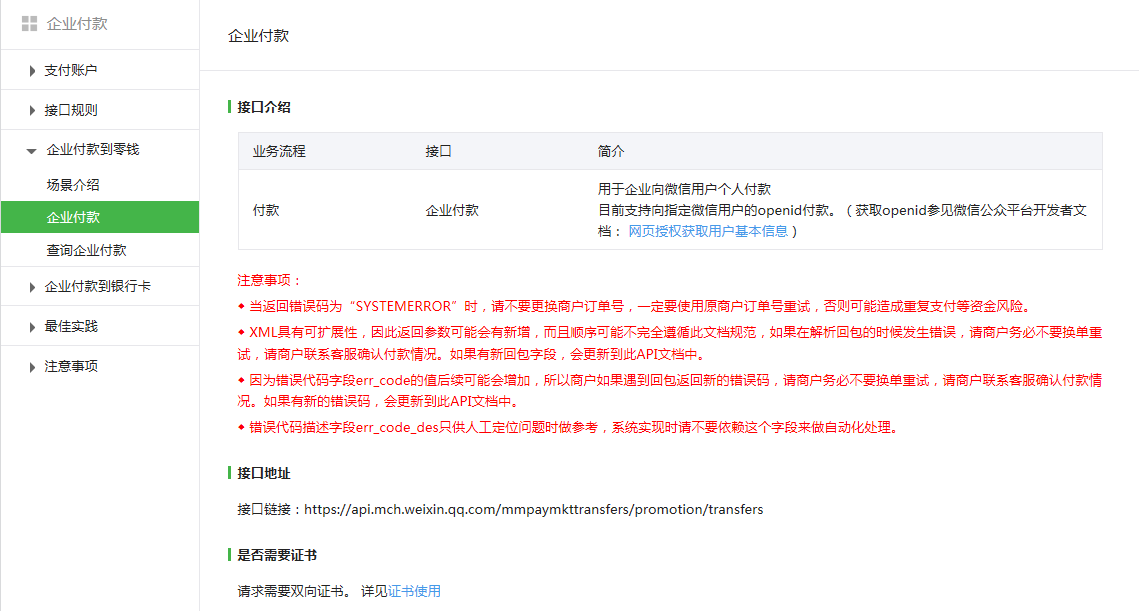 企业付款
支付账户
接口规则
企业付款到零钱
场景介绍
企业付款
查询企业付款
企业付款到银行卡
最佳实践
注意事项
企业付款
接口介绍
业务流程 接口 简介
付款 企业付款 用于企业向微信用户个人付款
目前支持向指定微信用户的openid付款。（获取openid参见微信公众平台开发者文
档： 网页授权获取用户基本信息 ）
注意事项：
◆ 当返回错误码为“SYSTEMERROR”时，请不要更换商户订单号，一定要使用原商户订单号重试，否则可能造成重复支付等资金风险。
◆ XML具有可扩展性，因此返回参数可能会有新增，而且顺序可能不完全遵循此文档规范，如果在解析回包的时候发生错误，请商户务必不要换单重
试，请商户联系客服确认付款情况。如果有新回包字段，会更新到此API文档中。
◆ 因为错误代码字段err_code的值后续可能会增加，所以商户如果遇到回包返回新的错误码，请商户务必不要换单重试，请商户联系客服确认付款情
况。如果有新的错误码，会更新到此API文档中。
◆ 错误代码描述字段err_code_des只供人工定位问题时做参考，系统实现时请不要依赖这个字段来做自动化处理。
接口地址
接口链接：https://api.mch.weixin.qq.com/mmpaymkttransfers/promotion/transfers
是否需要证书
请求需要双向证书。 详见证书使用